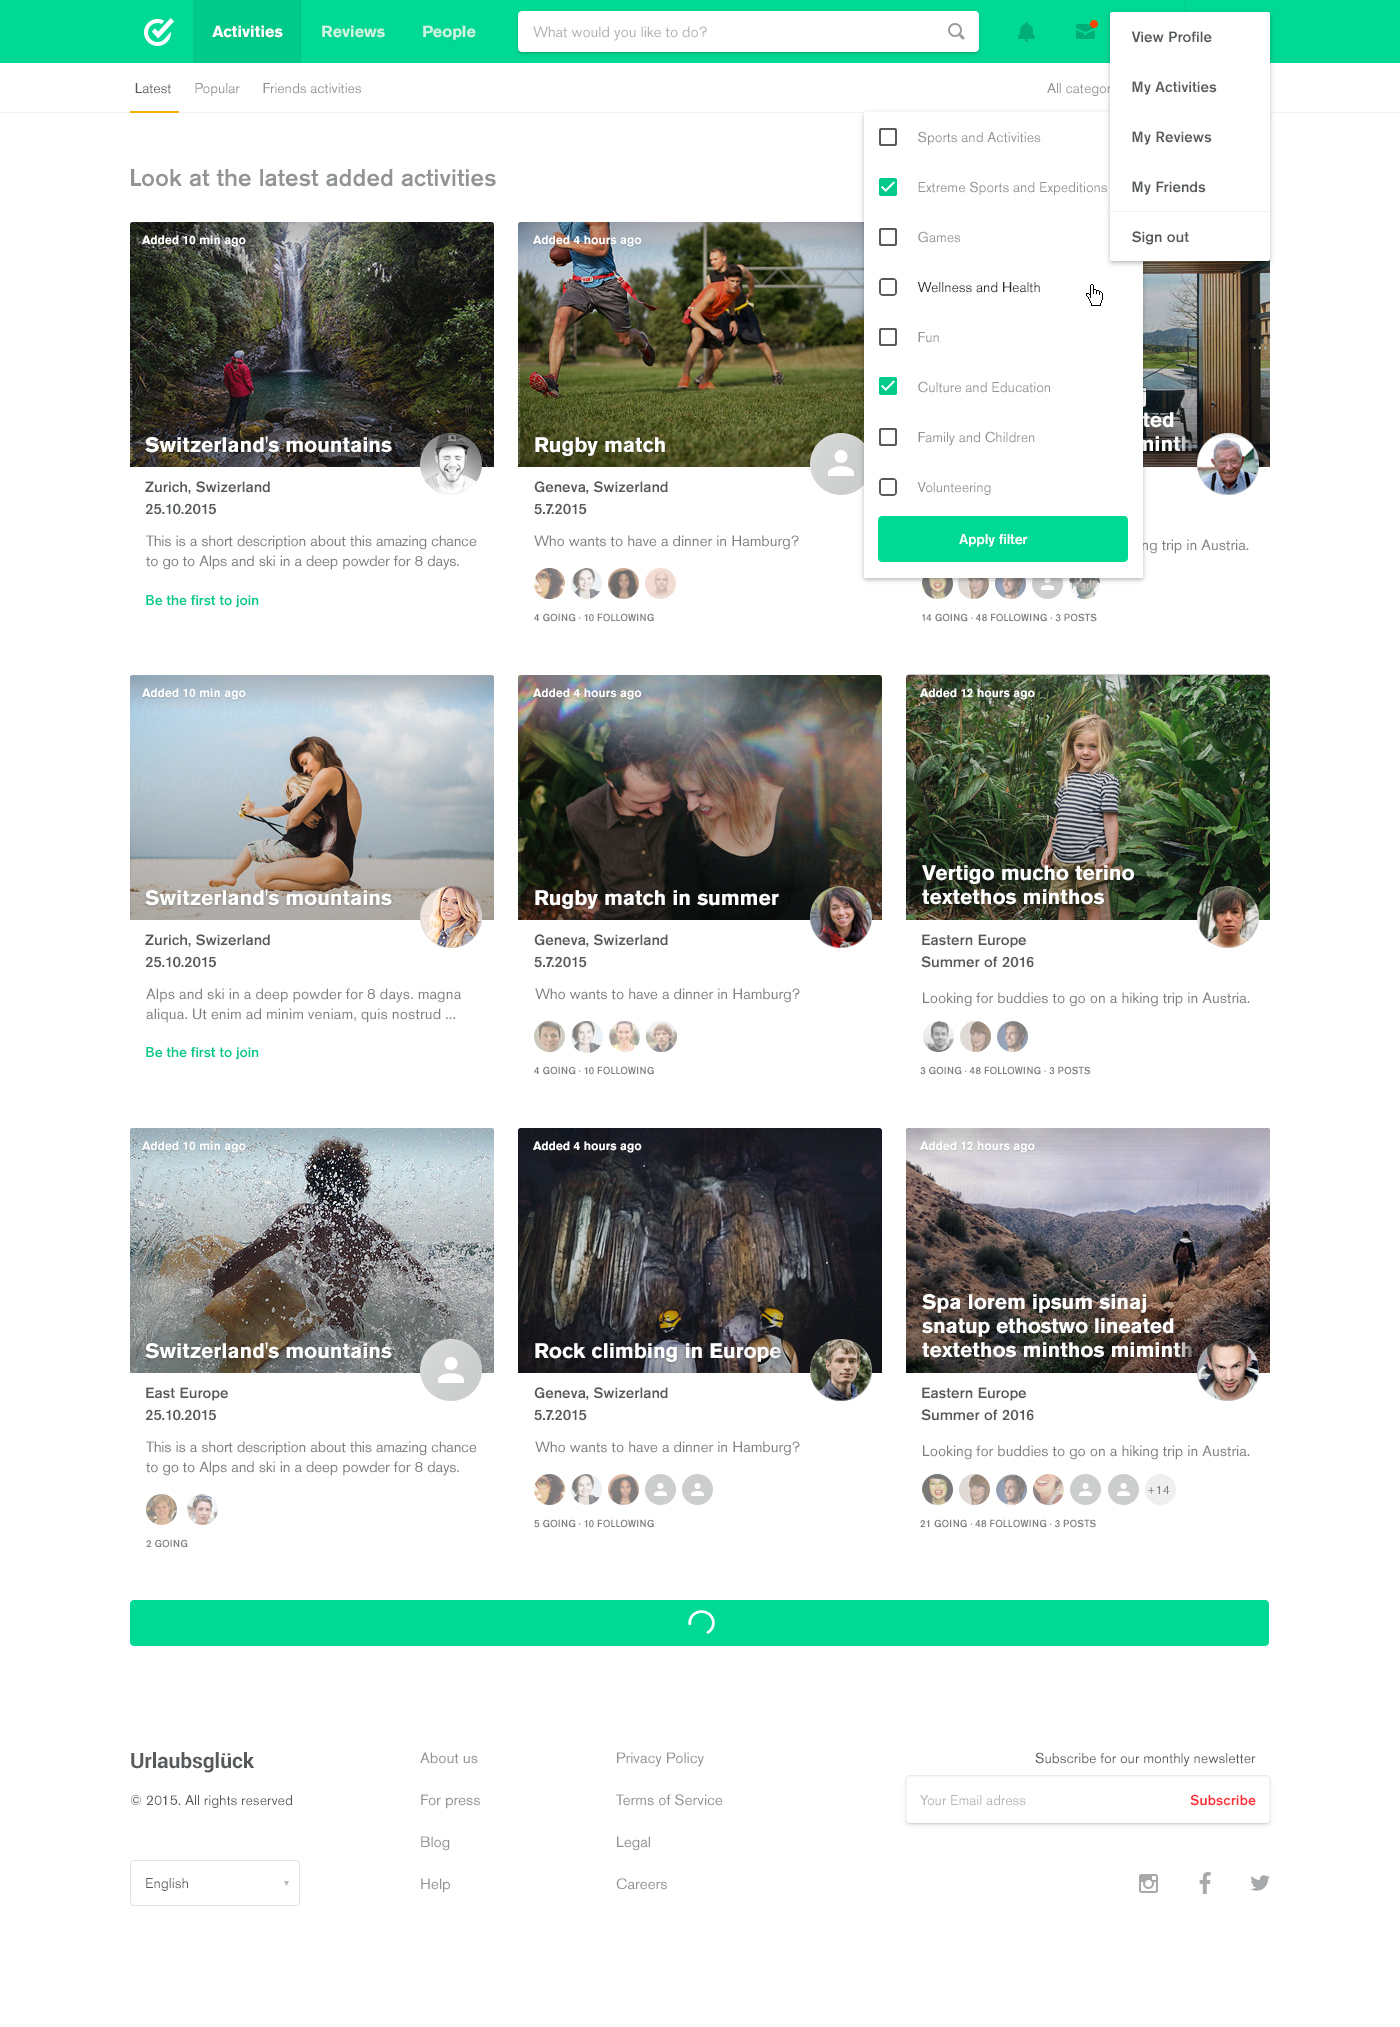 Activities
Reviews
People
What would you like to do?
View Profile
My Activities
My Reviews
My Friends
Sign out
Latest
Popular
Friends activities
All categor
Sports and Activities
Extreme Sports and Expeditions
Games
Wellness and Health
Fun
Culture and Education
Family and Children
Volunteering
Apply filter
Look at the latest added activities
Added 10 min ago
Switzerland's mountains
Zurich, Swizerland
25.10.2015
This is a short description about this amazing chance
to go to Alps and ski in a deep powder for 8 days.
Be the first to join
Added 4 hours ago
Rugby match
Geneva, Swizerland
5.7.2015
Who wants to have a dinner in Hamburg?
4 GOING · 10 FOLLOWING
j
ted
minth
ng trip in Austria.
14 GOING · 48 FOLLOWING · 3 POSTS
Added 10 min ago
Switzerland's mountains
Zurich, Swizerland
25.10.2015
Alps and ski in a deep powder for 8 days. magna
aliqua. Ut enim ad minim veniam, quis nostrud ...
Be the first to join
Added 4 hours ago
Rugby match in summer
Geneva, Swizerland
5.7.2015
Who wants to have a dinner in Hamburg?
4 GOING · 10 FOLLOWING
Added 12 hours ago
Vertigo mucho terino
textethos minthos
Eastern Europe
Summer of 2016
Looking for buddies to go on a hiking trip in Austria.
3 GOING · 48 FOLLOWING · 3 POSTS
Added 10 min ago
Switzerland's mountains
East Europe
25.10.2015
This is a short description about this amazing chance
to go to Alps and ski in a deep powder for 8 days.
2 GOING
Added 4 hours ago
Rock climbing in Europe
Geneva, Swizerland
5.7.2015
Who wants to have a dinner in Hamburg?
5 GOING · 10 FOLLOWING
Added 12 hours ago
Spa lorem ipsum sinaj
snatup ethostwo lineated
textethos minthos miminth
Eastern Europe
Summer of 2016
Looking for buddies to go on a hiking trip in Austria.
+14
21 GOING · 48 FOLLOWING · 3 POSTS
Urlaubsglück
© 2015. All rights reserved
English
About us
For press
Blog
Help
Privacy Policy
Terms of Service
Legal
Careers
Subscribe for our monthly newsletter
Your Email adress
Subscribe